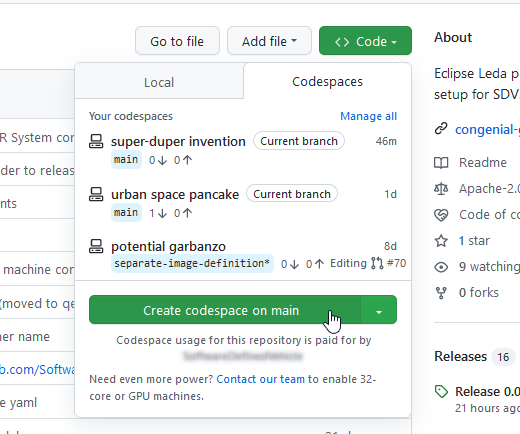 Go to file
Add file
Code
About
Local
Codespaces
Eclipse Leda p
setup for SDV
Your codespaces
Manage all
R System con
super-duper invention Current branch 46m
main 0↓ 0↑
congenial-
Readme
der to releas
Apache-2.0
urban space pancake Current branch 1d
main 1↓ 0↑
nts
Code of co
1 star
potential garbanzo 8d
separate-image-definition* 0↓ 0↑ Editing #70
machine con
9 watching
0 forks
(moved to qe
Create codespace on main
ner name
Codespace usage for this repository is paid for by
SoftwareDefinedVehicle
Releases 16
b.com/Softwa
Need even more power? Contact our team to enable 32-
core or GPU machines.
e yaml
Release 0.0
21 hours ago